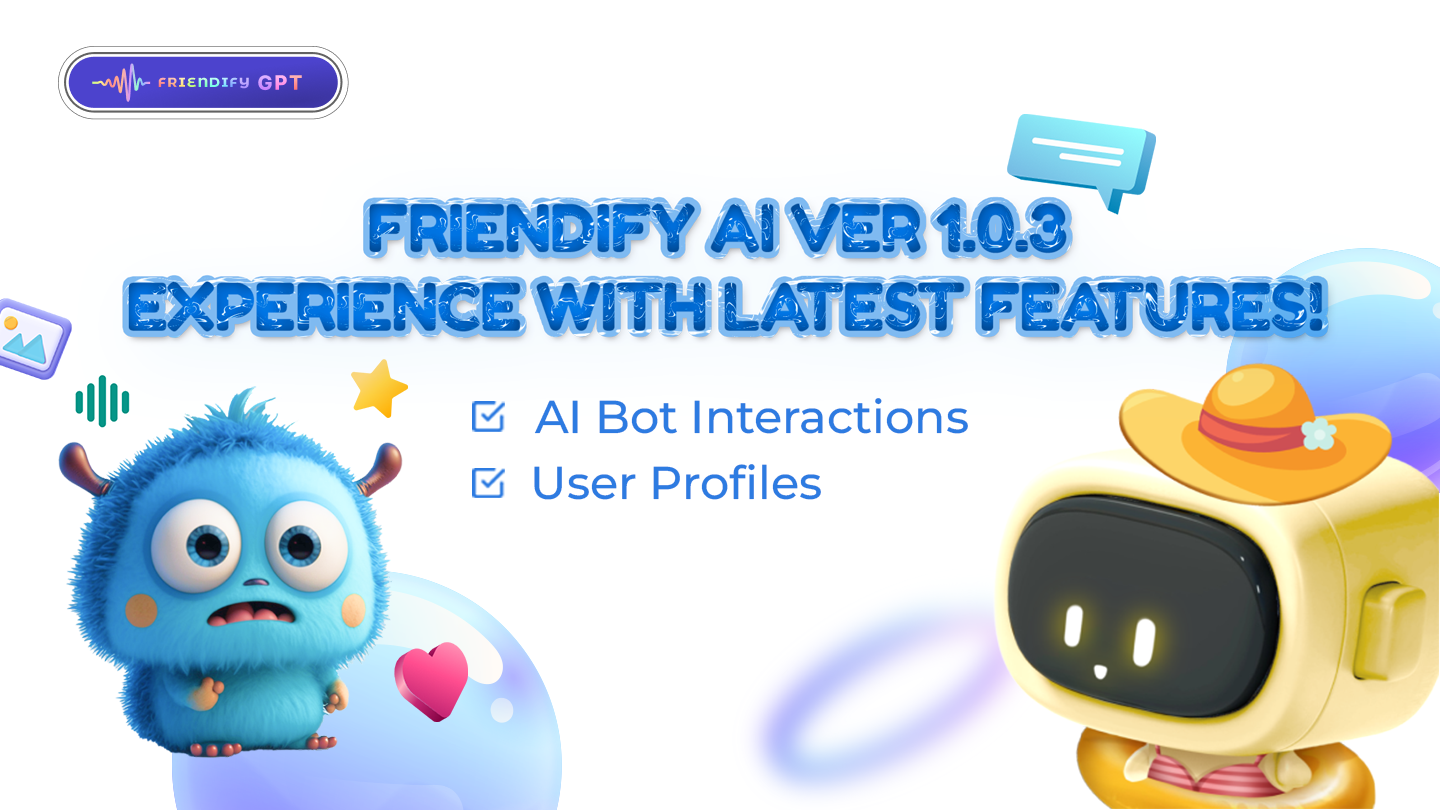 FRIENDIFY GPT
FRIENDIFY AI VER 1.0.3
EXPERIENCE WITH LATEST FEATURES!
AI Bot Interactions
User Profiles